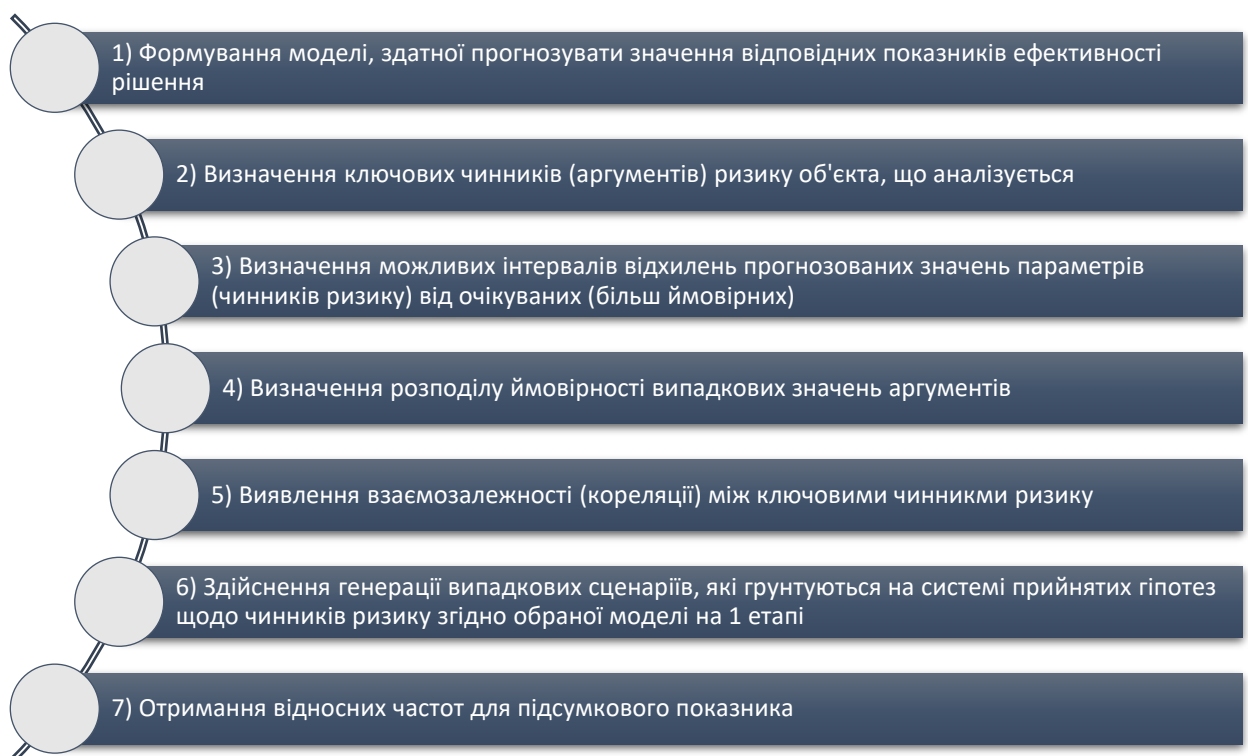 1) Формування моделі, здатної прогнозувати значення відповідних показників ефективності
рішення
2) Визначення ключових чинників (аргументів) ризику об'єкта, що аналізується
3) Визначення можливих інтервалів відхилень прогнозованих значень параметрів
(чинників ризику) від очікуваних (більш ймовірних)
4) Визначення розподілу ймовірності випадкових значень аргументів
5) Виявлення взаємозалежності (кореляції) між ключовими чинникми ризику
6) Здійснення генерації випадкових сценаріїв, які грунтуються на системі прийнятих гіпотез
щодо чинників ризику згідно обраної моделі на 1 етапі
7) Отримання відносних частот для підсумкового показника